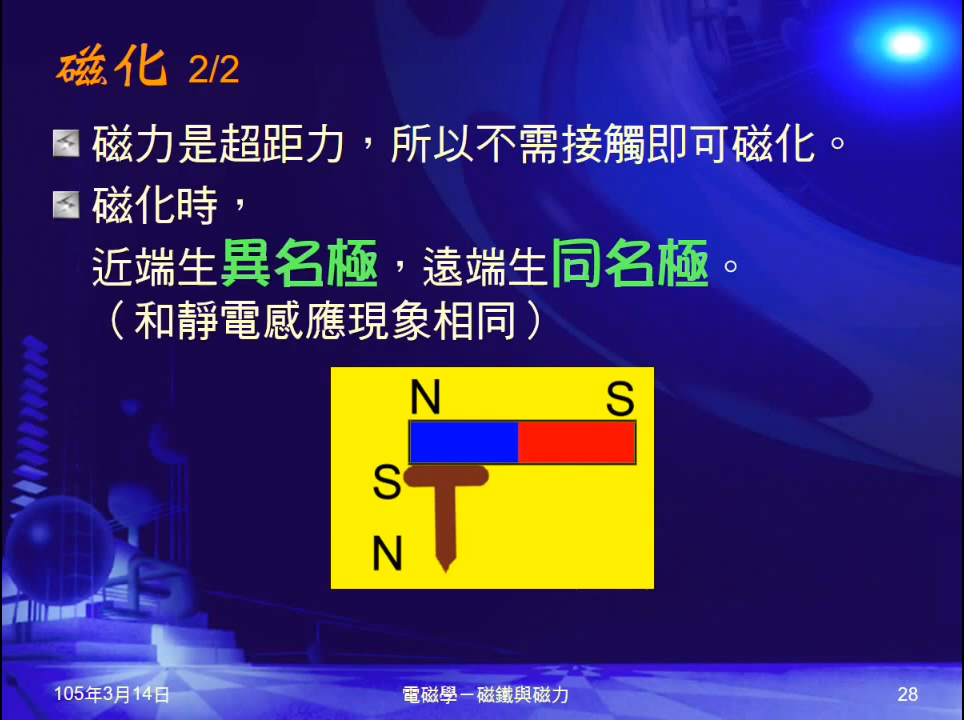 磁化 2/2
磁力是超距力，所以不需接觸即可磁化。
磁化時，
近端生異名極，遠端生同名極。
（和靜電感應現象相同）
N S
S
N
105年3月14日 電磁學－磁鐵與磁力 28